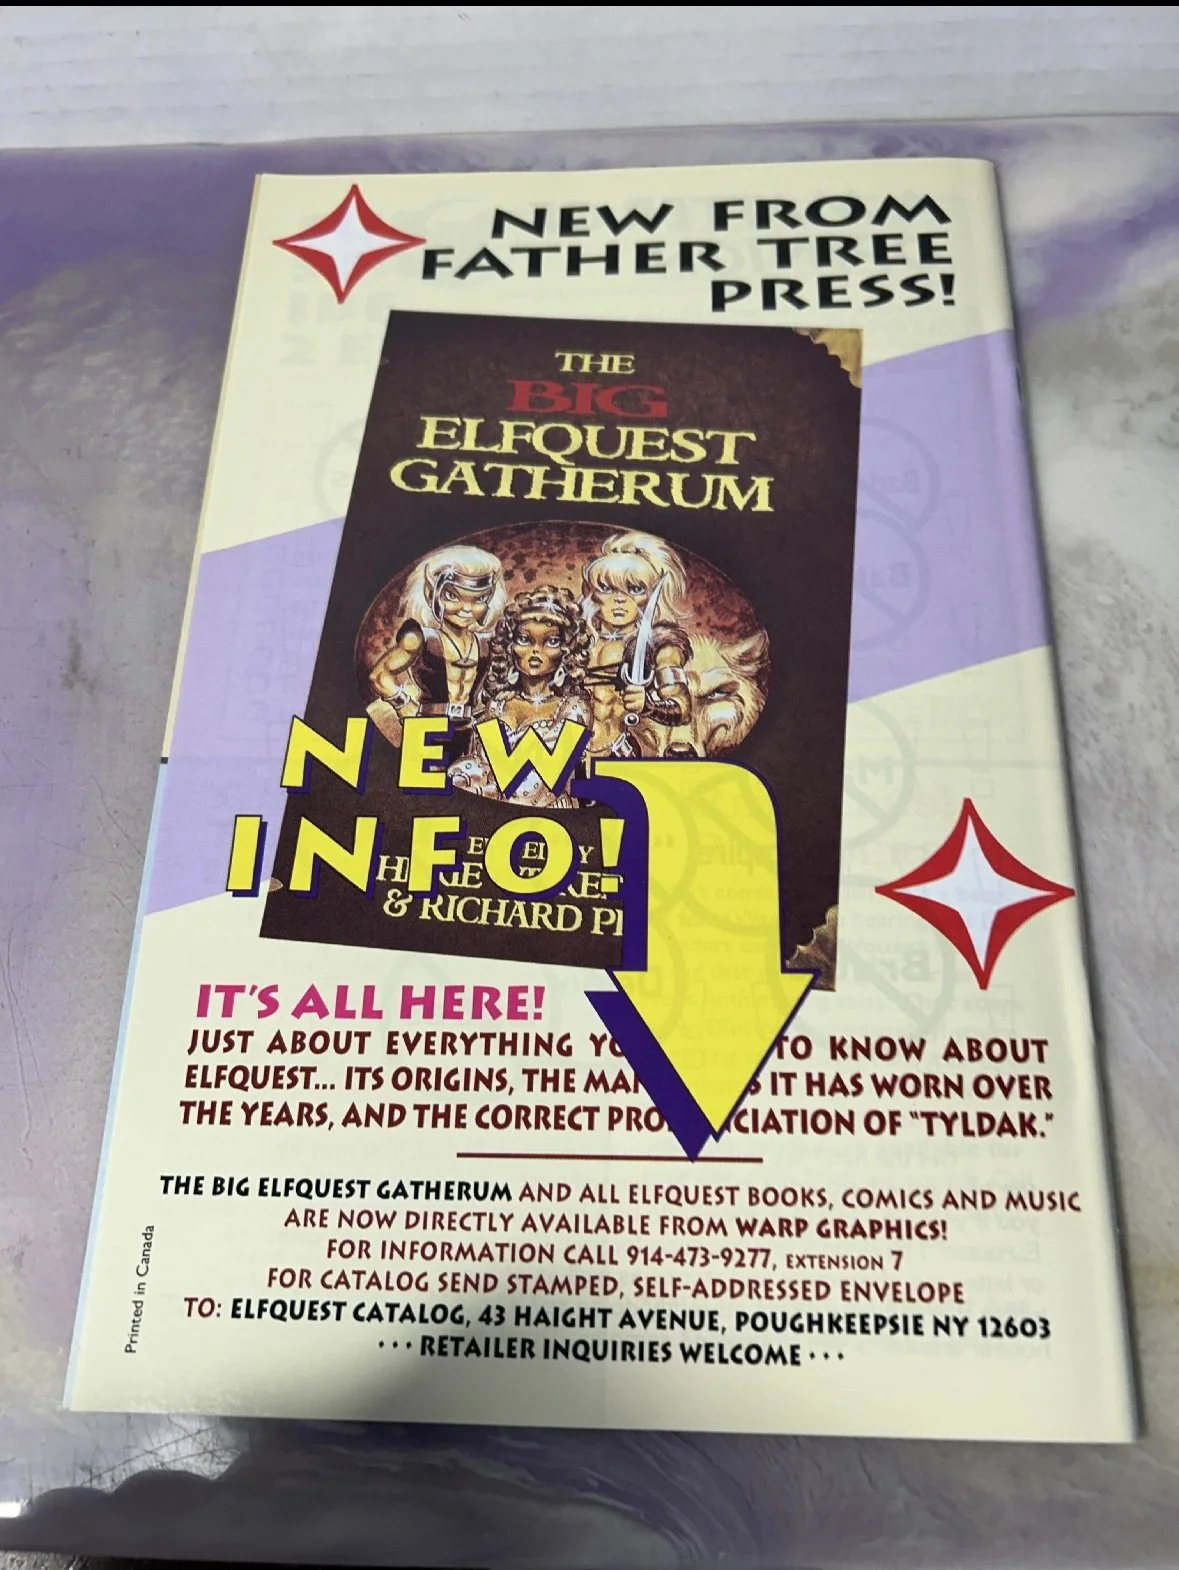 NEW FROM
FATHER TREE
PRESS!
THE
BIG
ELFQUEST
GATHERUM
NEW
INFO!
& RICHARD
IT'S ALL HERE!
JUST ABOUT EVERYTHING TO KNOW ABOUT
ELFQUEST... ITS ORIGINS, THE IT HAS WORN OVER
THE YEARS, AND THE CORRECT PRO CIATION OF "TYLDAK."
THE BIG ELFQUEST GATHERUM AND ALL ELFQUEST BOOKS, COMICS AND MUSIC
ARE NOW DIRECTLY AVAILABLE FROM WARP GRAPHICS!
FOR INFORMATION CALL 914-473-9277, EXTENSION 7
FOR CATALOG SEND STAMPED, SELF-ADDRESSED ENVELOPE
TO: ELFQUEST CATALOG, 43 HAIGHT AVENUE, POUGHKEEPSIE NY 12603
··· RETAILER INQUIRIES WELCOME ···
Printed in Canada